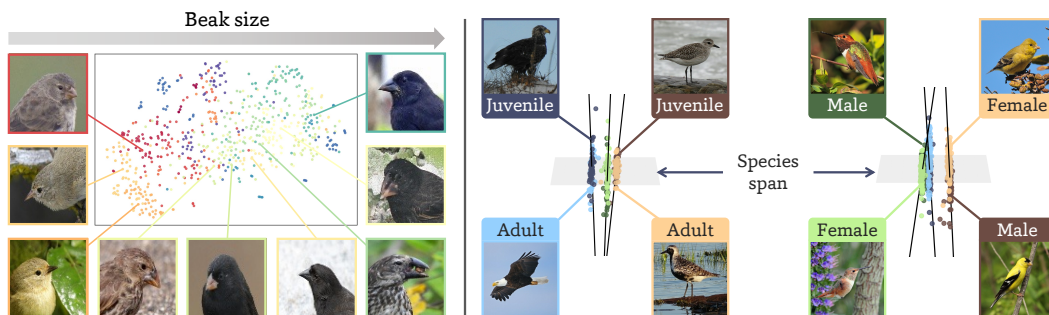 Beak size
Juvenile
Juvenile
Male
Female
Species
span
Adult
Adult
Female
Male